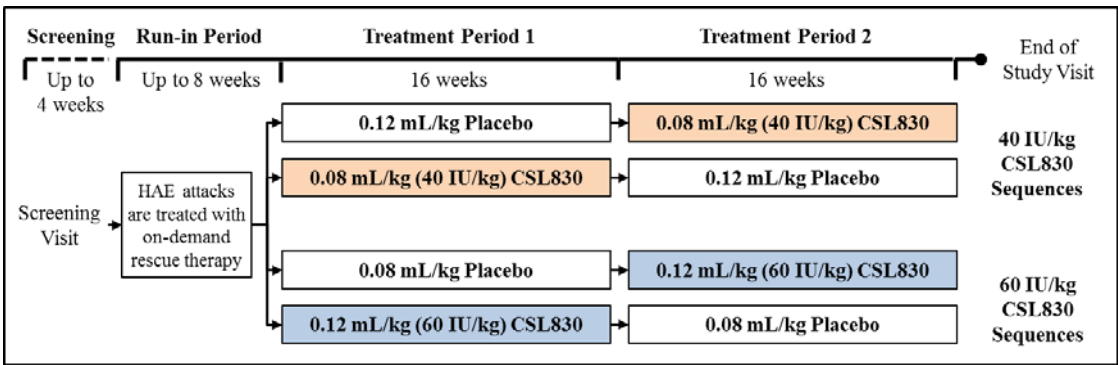 Screening Run-in Period Treatment Period 1 Treatment Period 2
End of
Study Visit
Up to
4 weeks
Up to 8 weeks
16 weeks
16 weeks
0.12 mL/kg Placebo
0.08 mL/kg (40 IU/kg) CSL830
40 IU/kg
CSL830
Sequences
0.08 mL/kg (40 IU/kg) CSL830
0.12 mL/kg Placebo
Screening
Visit
HAE attacks
are treated with
on-demand
rescue therapy
0.08 mL/kg Placebo
0.12 mL/kg (60 IU/kg) CSL830
60 IU/kg
CSL830
Sequences
0.12 mL/kg (60 IU/kg) CSL830
0.08 mL/kg Placebo